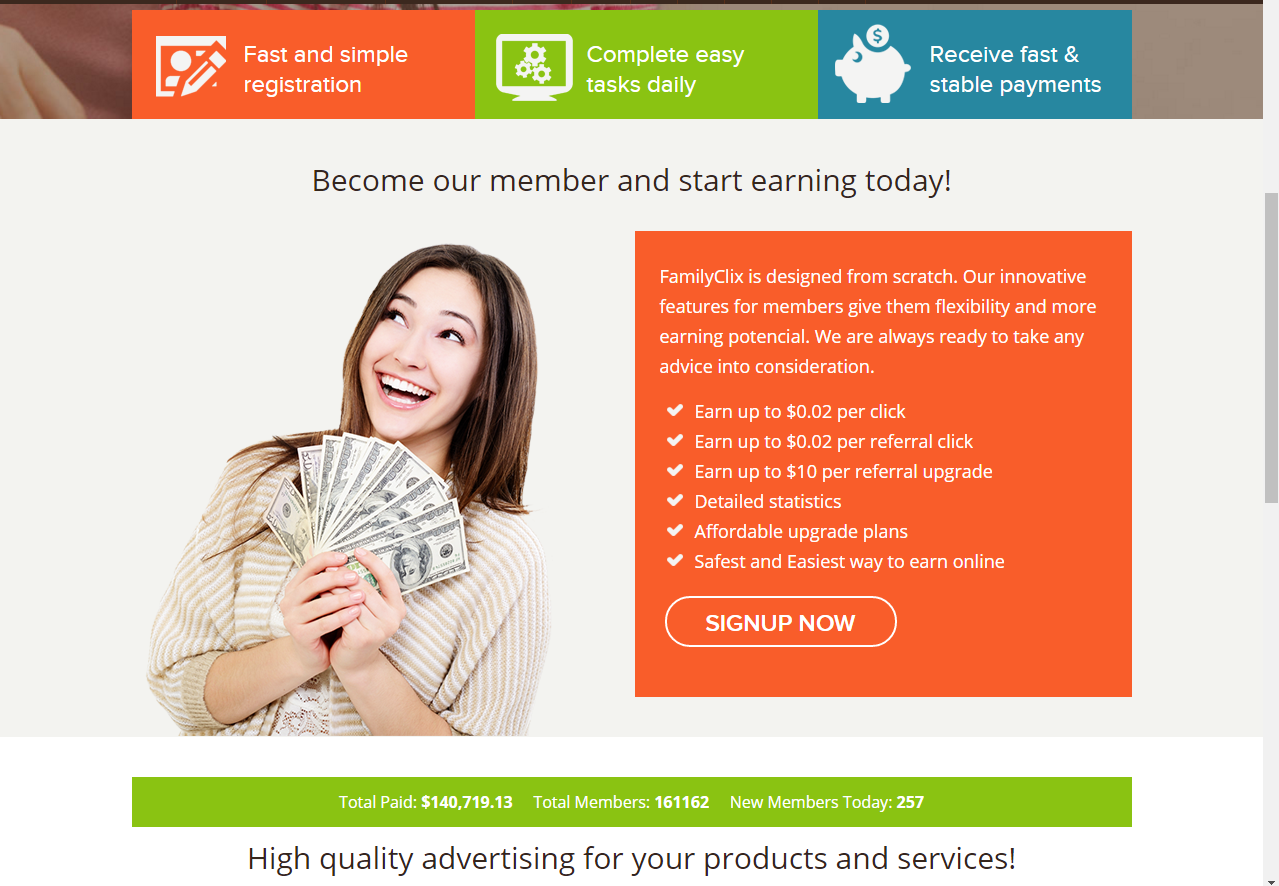 Fast and simple
registration
Complete easy
tasks daily
$
Receive fast &
stable payments
Become our member and start earning today!
FamilyClix is designed from scratch. Our innovative
features for members give them flexibility and more
earning potencial. We are always ready to take any
advice into consideration.
Earn up to $0.02 per click
Earn up to $0.02 per referral click
Earn up to $10 per referral upgrade
Detailed statistics
Affordable upgrade plans
Safest and Easiest way to earn online
SIGNUP NOW
Total Paid: $140,719.13 Total Members: 161162 New Members Today: 257
High quality advertising for your products and services!